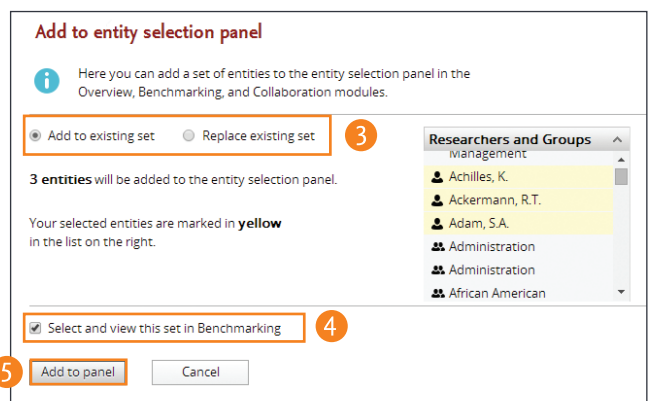 Add to entity selection panel
Here you can add a set of entities to the entity selection panel in the
Overview, Benchmarking, and Collaboration modules.
Add to existing set Replace existing set 3
3 entities will be added to the entity selection panel.
Your selected entities are marked in yellow
in the list on the right.
Researchers and Groups
Management
Achilles, K.
Ackermann, R.T.
Adam, S.A.
Administration
Administration
African American
Select and view this set in Benchmarking 4
5 Add to panel Cancel